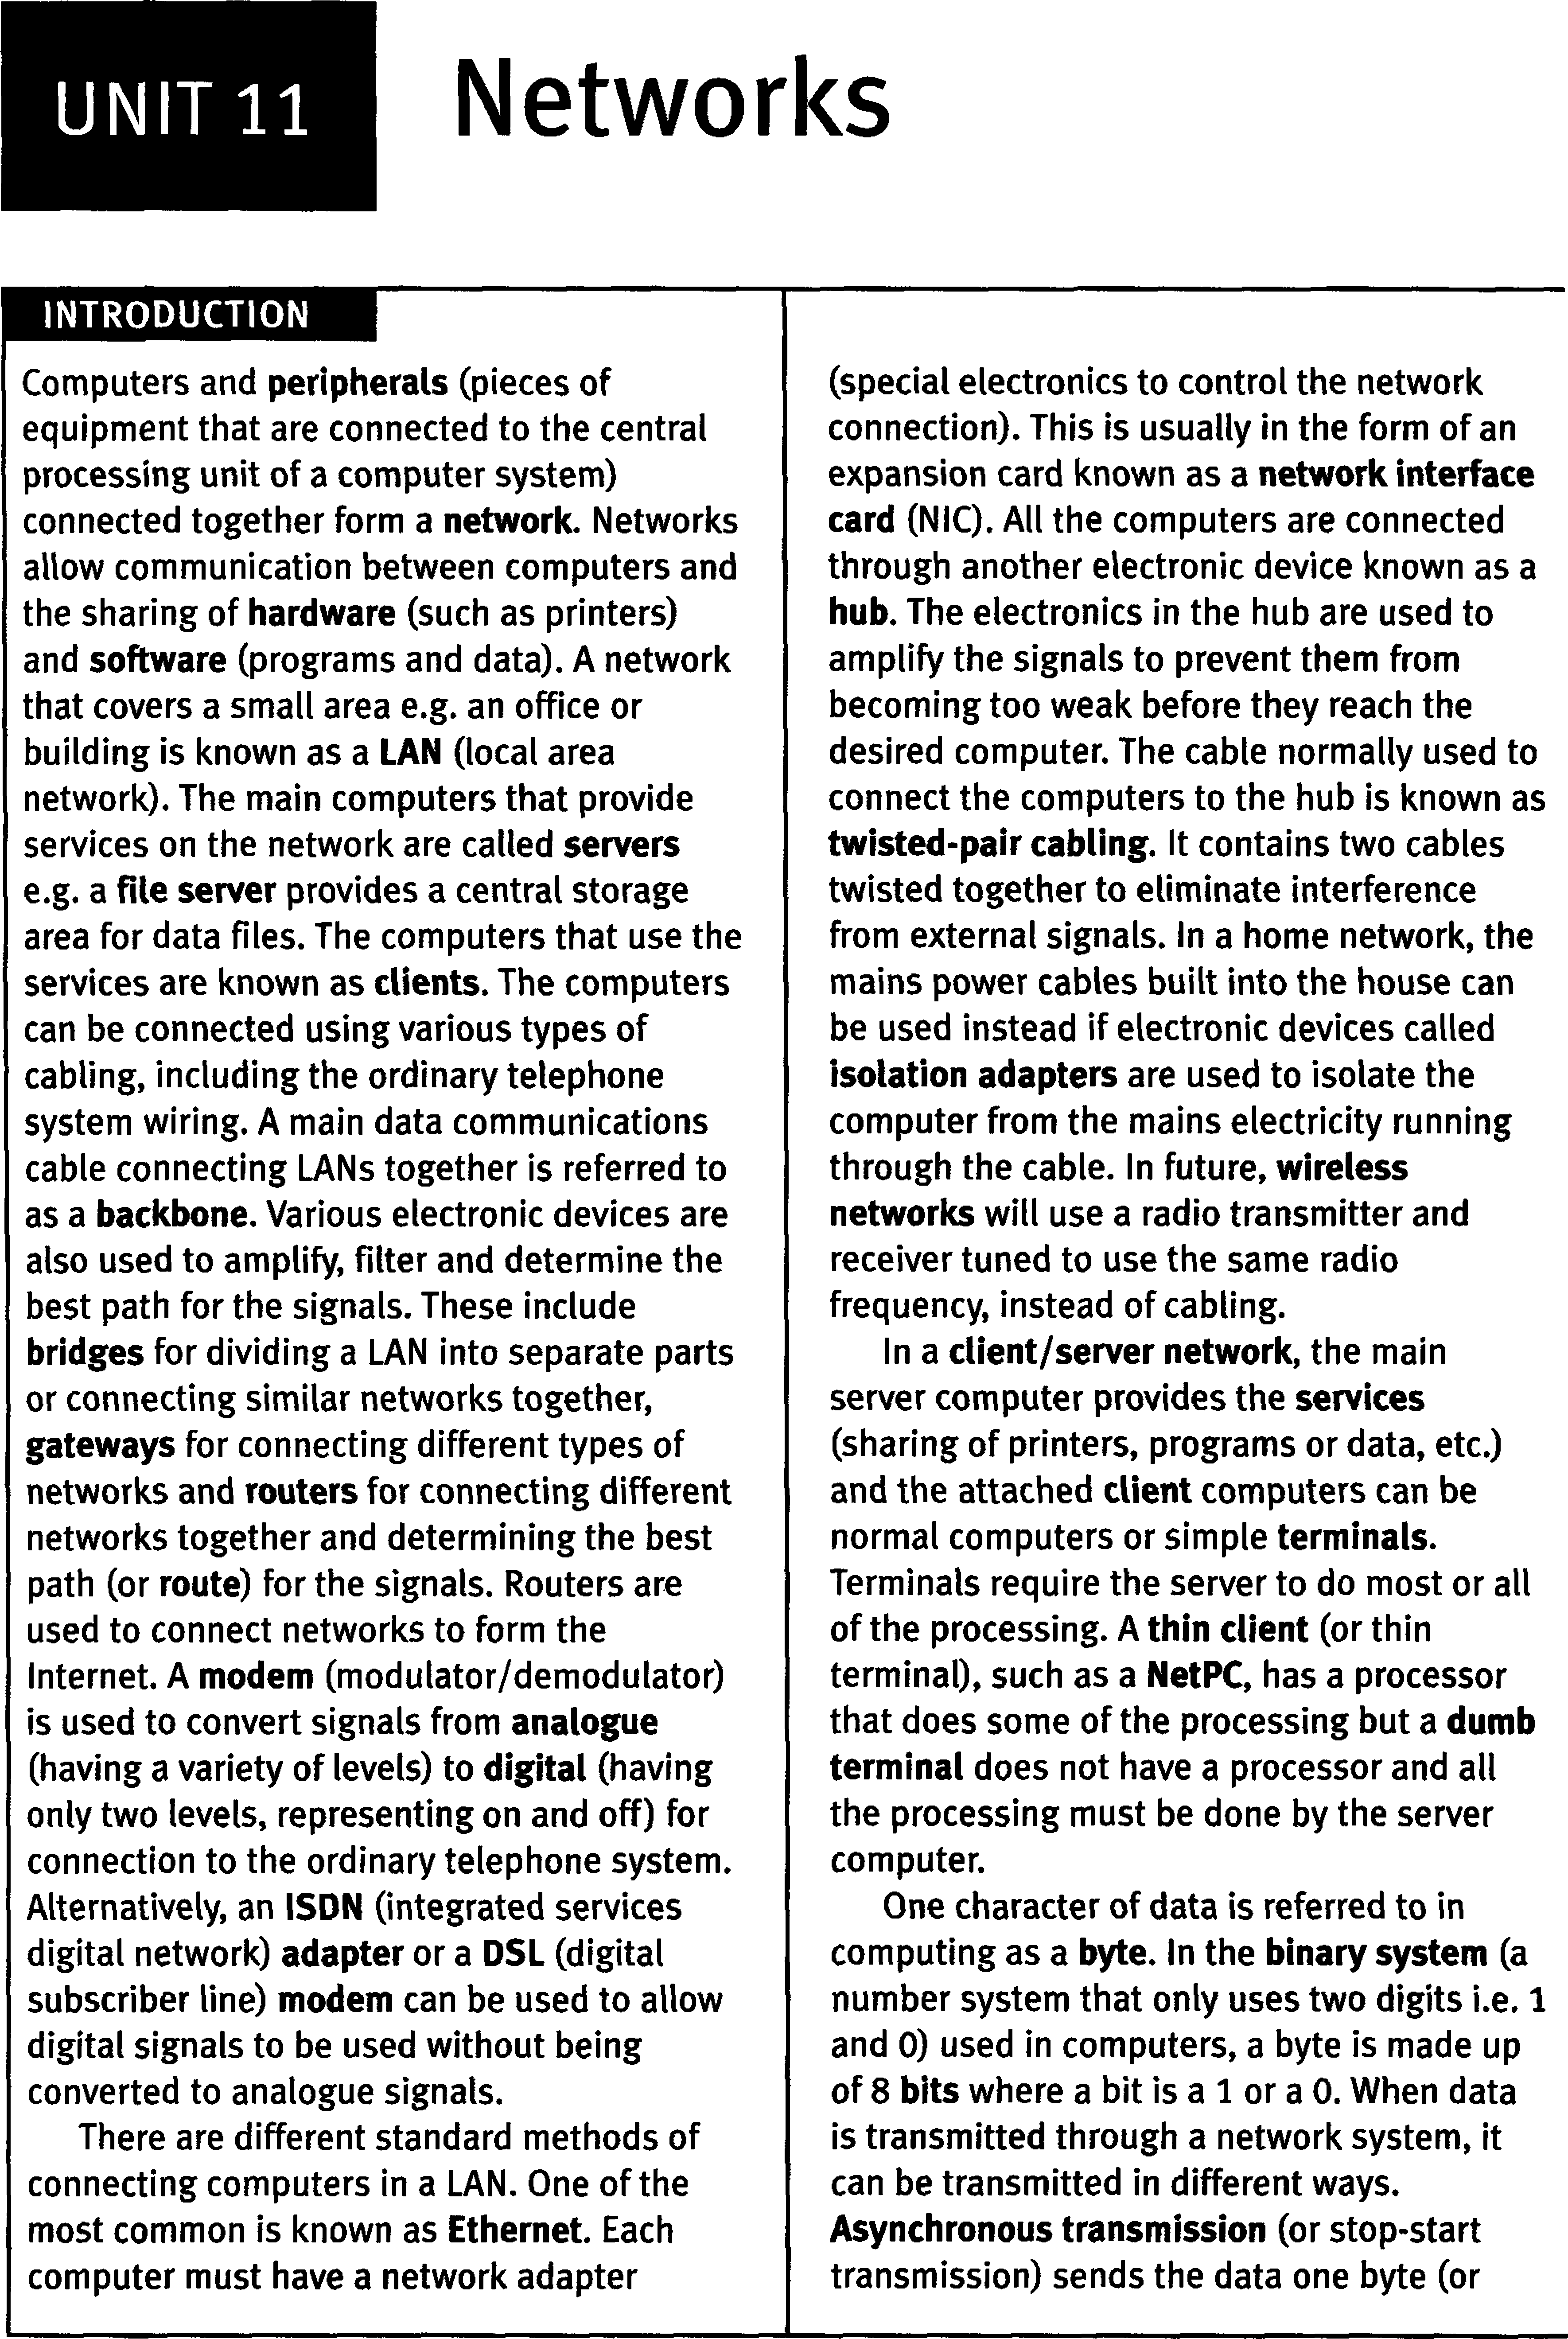 UNIT 11
Networks
INTRODUCTION
Computers and peripherals (pieces of
equipment that are connected to the central
processing unit of a computer system)
connected together form a network. Networks
allow communication between computers and
the sharing of hardware (such as printers)
and software (programs and data). A network
that covers a small area e.g. an office or
building is known as a LAN (local area
network). The main computers that provide
services on the network are called servers
e.g. a file server provides a central storage
area for data files. The computers that use the
services are known as clients. The computers
can be connected using various types of
cabling, including the ordinary telephone
system wiring. A main data communications
cable connecting LANs together is referred to
as a backbone. Various electronic devices are
also used to amplify, filter and determine the
best path for the signals. These include
bridges for dividing a LAN into separate parts
or connecting similar networks together,
gateways for connecting different types of
networks and routers for connecting different
networks together and determining the best
path (or route) for the signals. Routers are
used to connect networks to form the
Internet. A modem (modulator/demodulator)
is used to convert signals from analogue
(having a variety of levels) to digital (having
only two levels, representing on and off) for
connection to the ordinary telephone system.
Alternatively, an ISDN (integrated services
digital network) adapter or a DSL (digital
subscriber line) modem can be used to allow
digital signals to be used without being
converted to analogue signals.
There are different standard methods of
connecting computers in a LAN. One of the
most common is known as Ethernet. Each
computer must have a network adapter
(special electronics to control the network
connection). This is usually in the form of an
expansion card known as a network interface
card (NIC). All the computers are connected
through another electronic device known as a
hub. The electronics in the hub are used to
amplify the signals to prevent them from
becoming too weak before they reach the
desired computer. The cable normally used to
connect the computers to the hub is known as
twisted-pair cabling. It contains two cables
twisted together to eliminate interference
from external signals. In a home network, the
mains power cables built into the house can
be used instead if electronic devices called
isolation adapters are used to isolate the
computer from the mains electricity running
through the cable. In future, wireless
networks will use a radio transmitter and
receiver tuned to use the same radio
frequency, instead of cabling.
In a client/server network, the main
server computer provides the services
(sharing of printers, programs or data, etc.)
and the attached client computers can be
normal computers or simple terminals.
Terminals require the server to do most or all
of the processing. A thin client (or thin
terminal), such as a NetPC, has a processor
that does some of the processing but a dumb
terminal does not have a processor and all
the processing must be done by the server
computer.
One character of data is referred to in
computing as a byte. In the binary system (a
number system that only uses two digits i.e. 1
and 0) used in computers, a byte is made up
of 8 bits where a bit is a 1 or a 0. When data
is transmitted through a network system, it
can be transmitted in different ways.
Asynchronous transmission (or stop-start
transmission) sends the data one byte (or